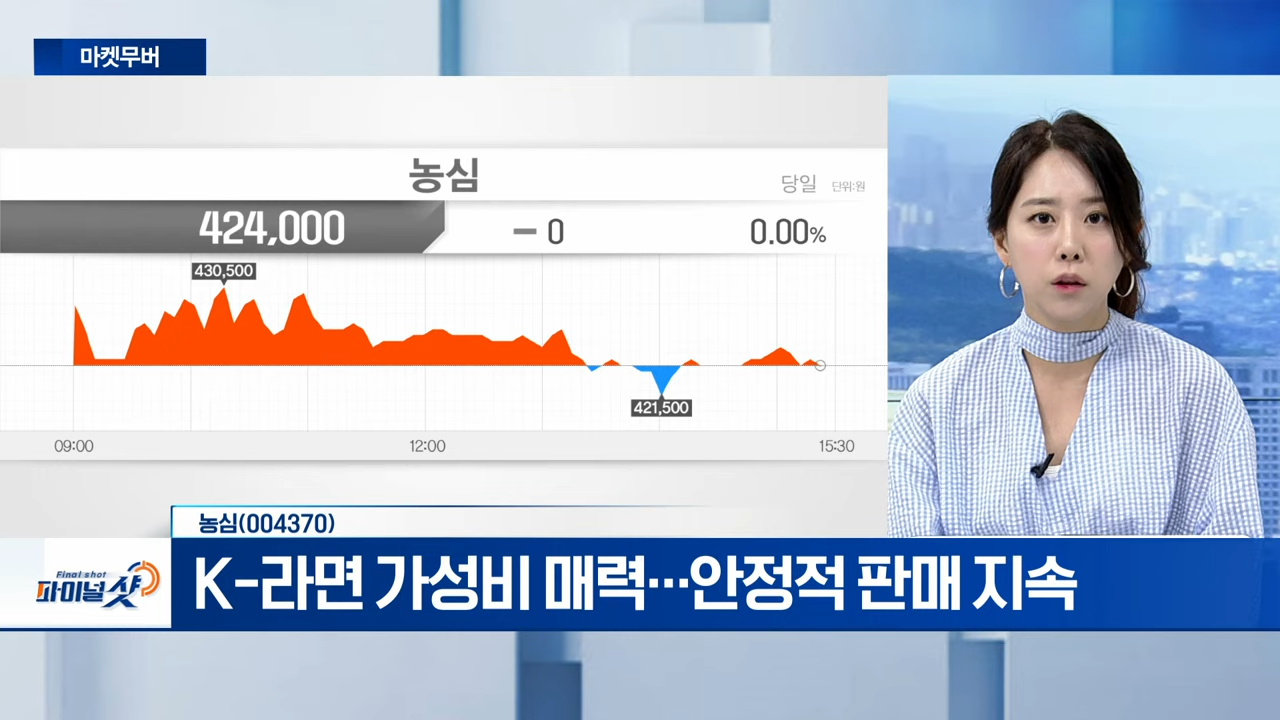 마켓무버
농심
당일 단위:원
424,000 0 0.00%
430,500
421,500
09:00 12:00 15:30
농심(004370)
Final shot
파이널샷
K-라면 가성비 매력…안정적 판매 지속